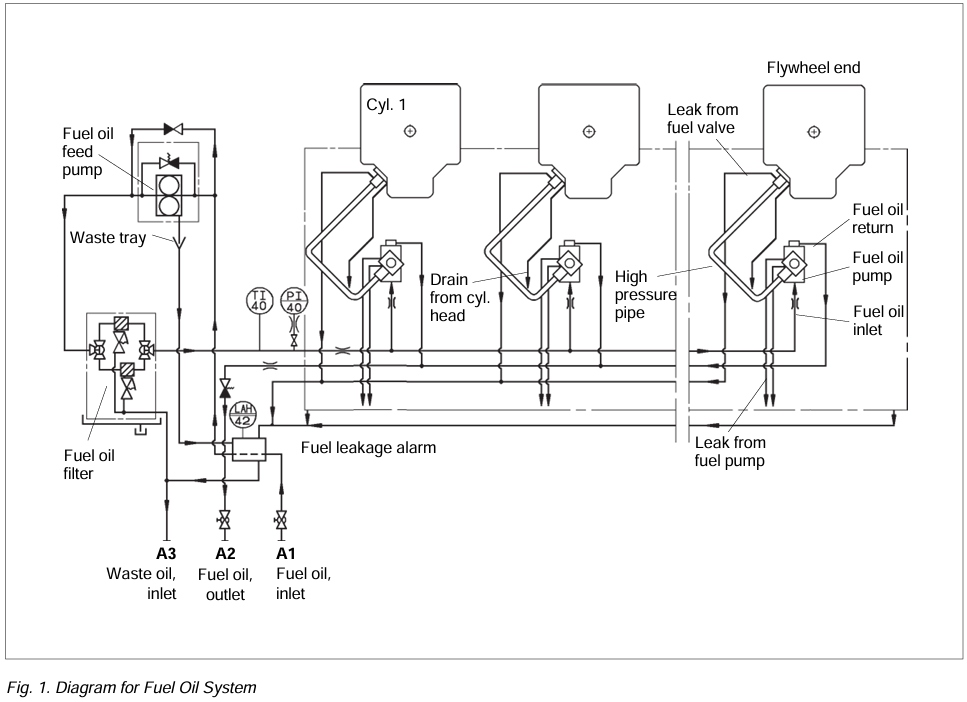 Flywheel end
Cyl. 1
Leak from
fuel valve
Fuel oil
feed
pump
Waste tray
Fuel oil
return
Fuel oil
pump
Fuel oil
inlet
Drain
from cyl.
head
High
pressure
pipe
TI
40
PI
40
LAH
42
Fuel leakage alarm
Leak from
fuel pump
Fuel oil
filter
A3
Waste oil,
inlet
A2
Fuel oil,
outlet
A1
Fuel oil,
inlet
Fig. 1. Diagram for Fuel Oil System